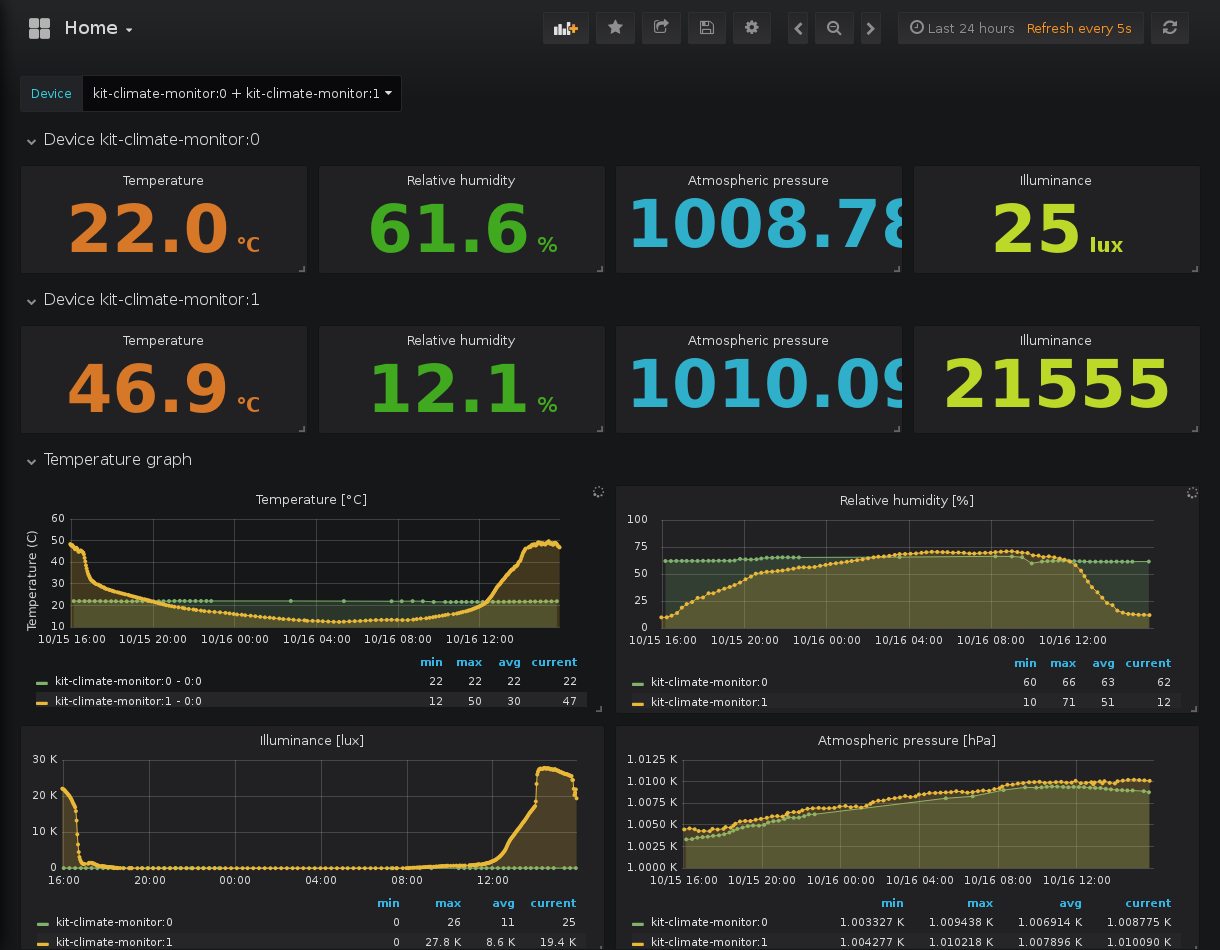 Home
Last 24 hours Refresh every 5s
Device kit-climate-monitor:0 + kit-climate-monitor:1
Device kit-climate-monitor:0
Temperature Relative humidity Atmospheric pressure Illuminance
22.0 °C 61.6 % 1008.78 25 lux
Device kit-climate-monitor:1
Temperature Relative humidity Atmospheric pressure Illuminance
46.9 °C 12.1 % 1010.09 21555
Temperature graph
Temperature [°C]
Temperature (C)
60
50
40
30
20
10
10/15 16:00 10/15 20:00 10/16 00:00 10/16 04:00 10/16 08:00 10/16 12:00
min max avg current
kit-climate-monitor:0 - 0:0 22 22 22 22
kit-climate-monitor:1 - 0:0 12 50 30 47
Relative humidity [%]
100
75
50
25
0
10/15 16:00 10/15 20:00 10/16 00:00 10/16 04:00 10/16 08:00 10/16 12:00
min max avg current
kit-climate-monitor:0 60 66 63 62
kit-climate-monitor:1 10 71 51 12
Illuminance [lux]
30 K
20 K
10 K
0
16:00 20:00 00:00 04:00 08:00 12:00
min max avg current
kit-climate-monitor:0 0 26 11 25
kit-climate-monitor:1 0 27.8 K 8.6 K 19.4 K
Atmospheric pressure [hPa]
1.0125 K
1.0100 K
1.0075 K
1.0050 K
1.0025 K
1.0000 K
10/15 16:00 10/15 20:00 10/16 00:00 10/16 04:00 10/16 08:00 10/16 12:00
min max avg current
kit-climate-monitor:0 1.003327 K 1.009438 K 1.006914 K 1.008775 K
kit-climate-monitor:1 1.004277 K 1.010218 K 1.007896 K 1.010090 K